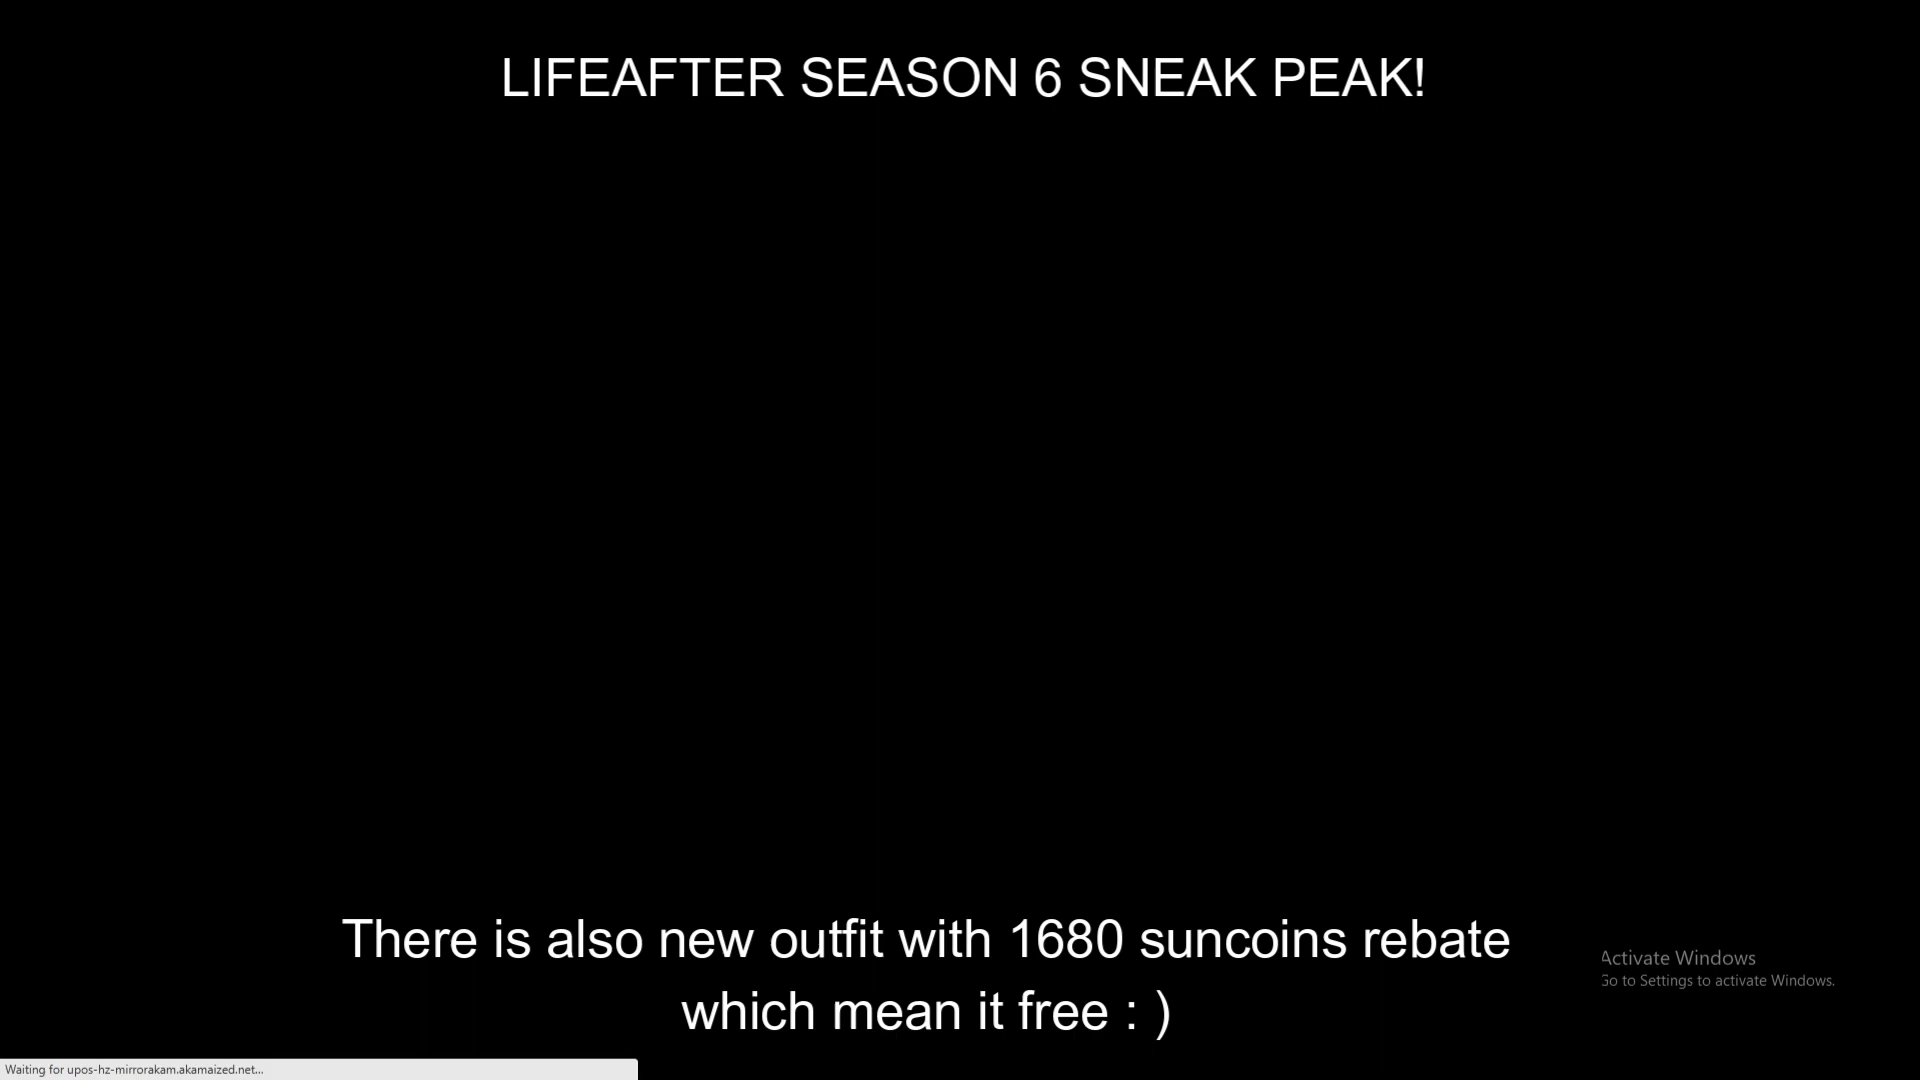 LIFEAFTER SEASON 6 SNEAK PEAK!
There is also new outfit with 1680 suncoins rebate
which mean it free : )
Activate Windows
Go to Settings to activate Windows.
Waiting for upos-hz-mirrorakam.akamaized.net...